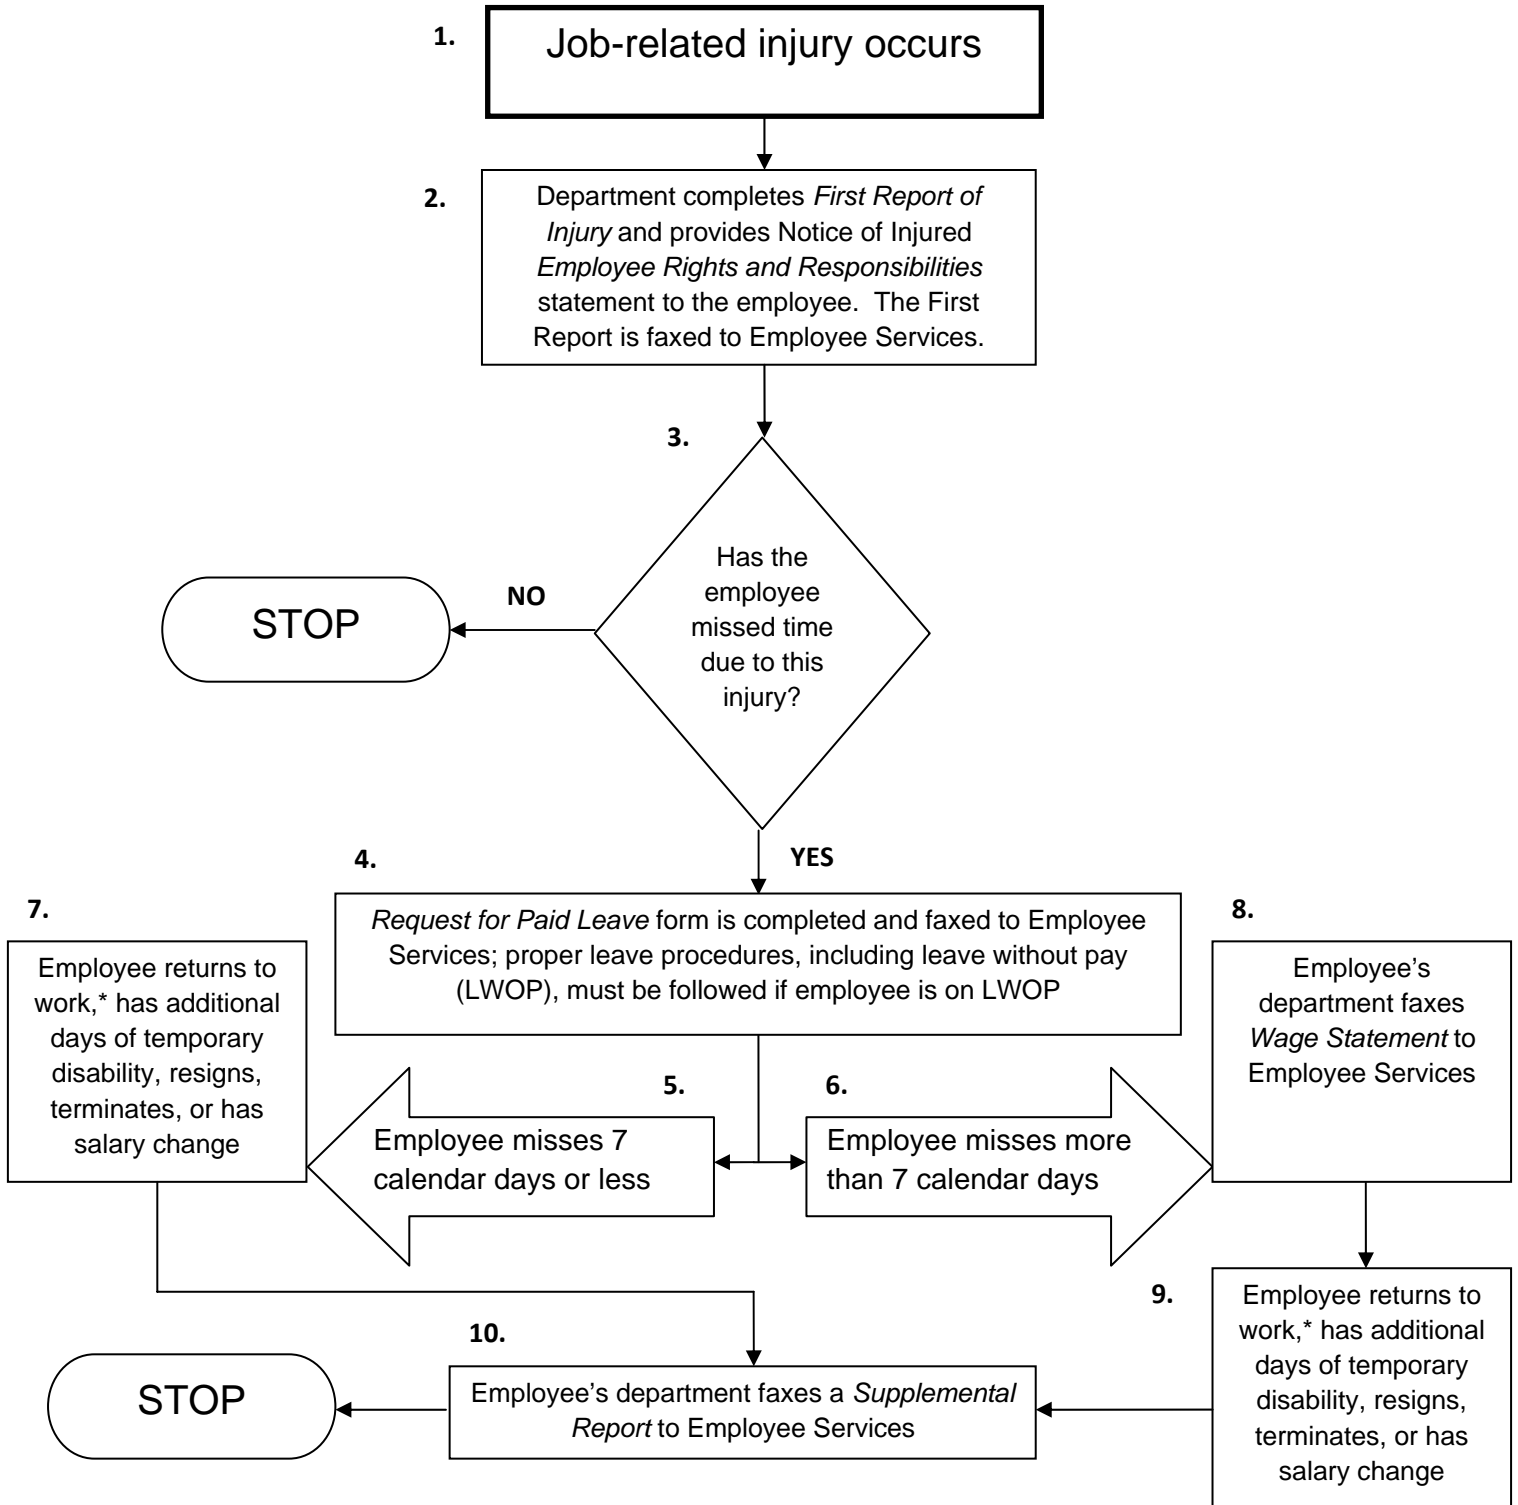 1.
Job-related injury occurs
2.
Department completes First Report of
Injury and provides Notice of Injured
Employee Rights and Responsibilities
statement to the employee.  The First
Report is faxed to Employee Services.
3.
Has the
employee
missed time
due to this
injury?
NO
STOP
YES
4.
Request for Paid Leave form is completed and faxed to Employee
Services; proper leave procedures, including leave without pay
(LWOP), must be followed if employee is on LWOP
5.
Employee misses 7
calendar days or less
6.
Employee misses more
than 7 calendar days
7.
Employee returns to
work,* has additional
days of temporary
disability, resigns,
terminates, or has
salary change
8.
Employee’s
department faxes
Wage Statement to
Employee Services
9.
Employee returns to
work,* has additional
days of temporary
disability, resigns,
terminates, or has
salary change
10.
Employee’s department faxes a Supplemental
Report to Employee Services
STOP